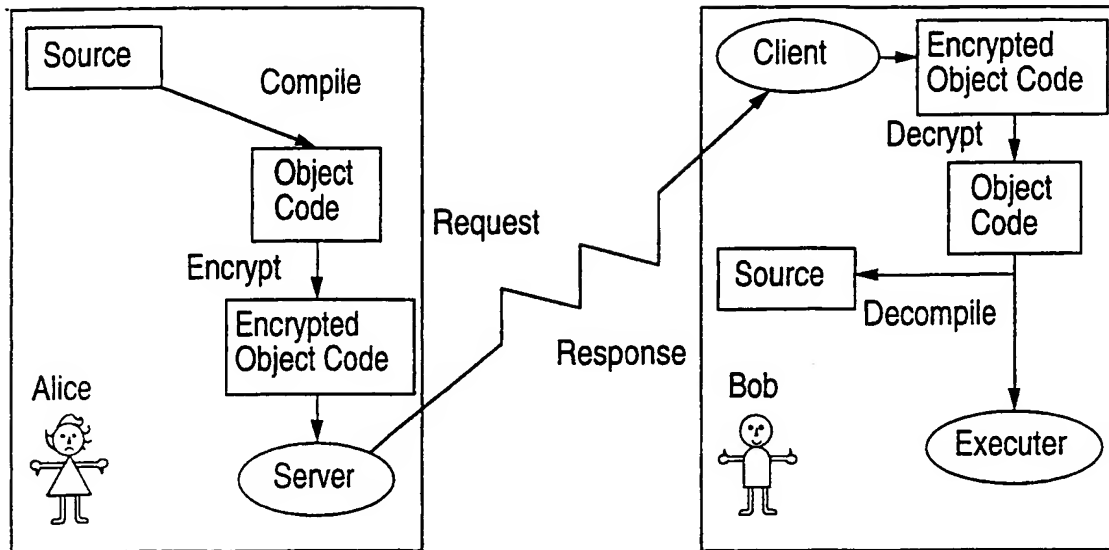 Source
Compile
Object
Code
Encrypt
Encrypted
Object Code
Alice
Server
Request
Response
Client
Encrypted
Object Code
Decrypt
Object
Code
Source
Decompile
Bob
Executer